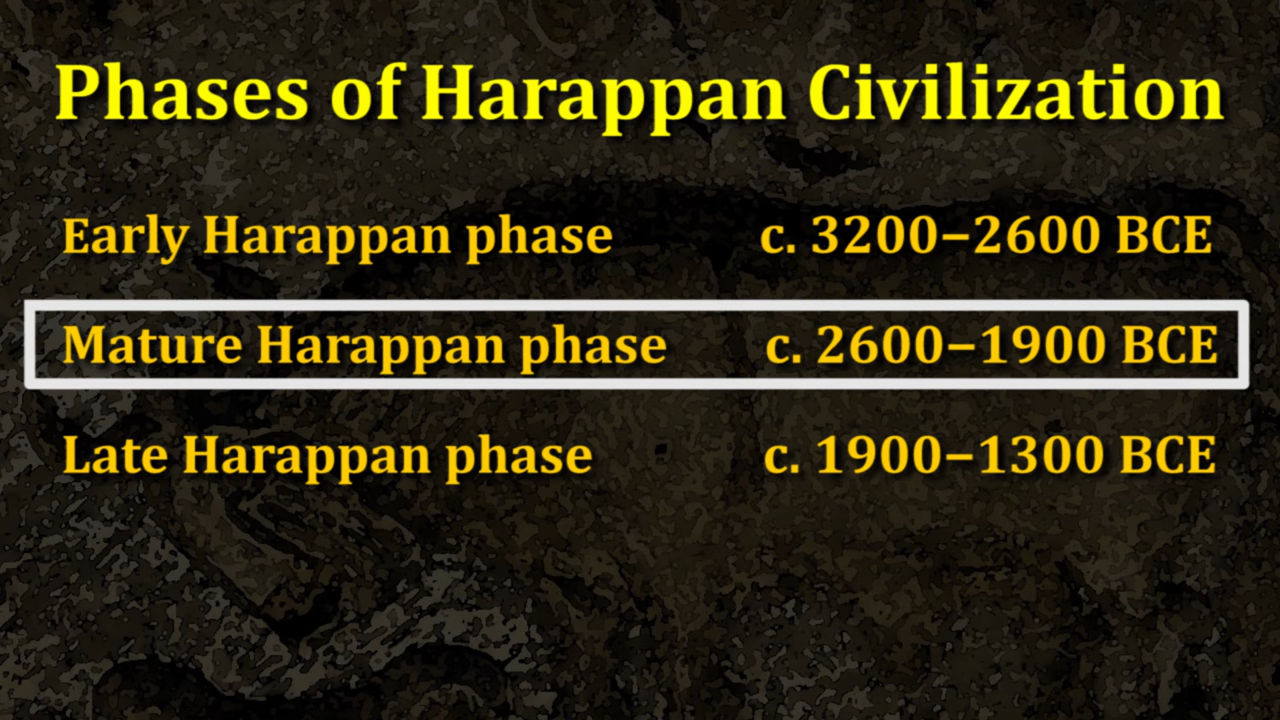 Phases of Harappan Civilization
Early Harappan phase c. 3200–2600 BCE
Mature Harappan phase c. 2600–1900 BCE
Late Harappan phase c. 1900–1300 BCE